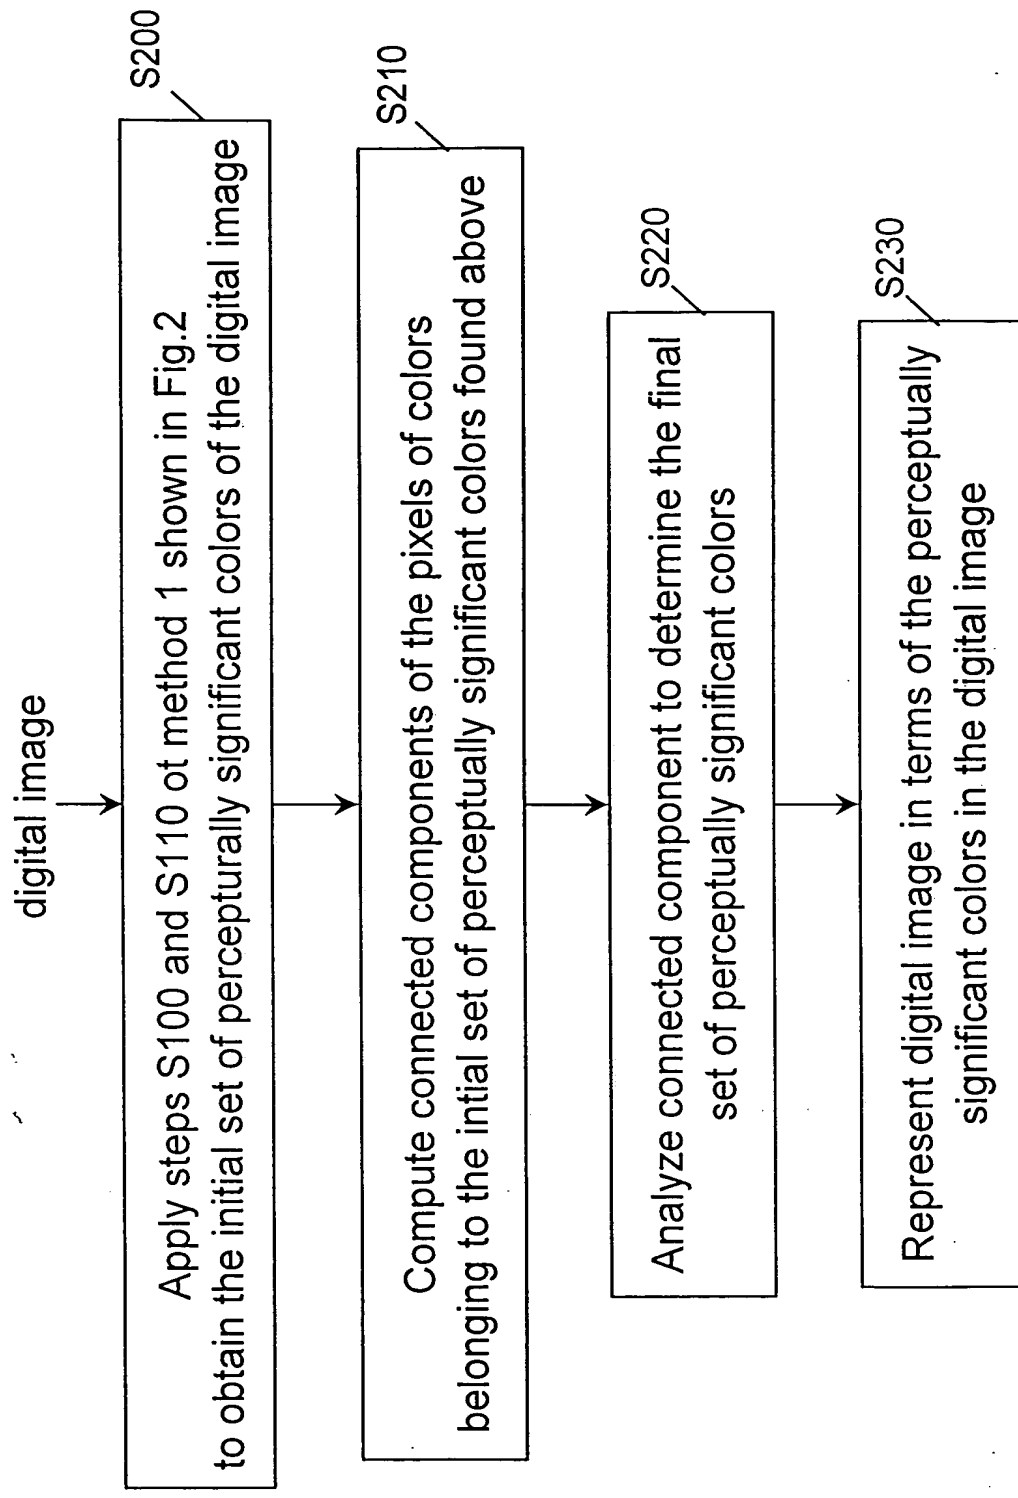 digital image
S200
Apply steps S100 and S110 ot method 1 shown in Fig.2
to obtain the initial set of percepturally significant colors of the digital image
S210
Compute connected components of the pixels of colors
belonging to the intial set of perceptually significant colors found above
S220
Analyze connected component to determine the final
set of perceptually significant colors
S230
Represent digital image in terms of the perceptually
significant colors in the digital image